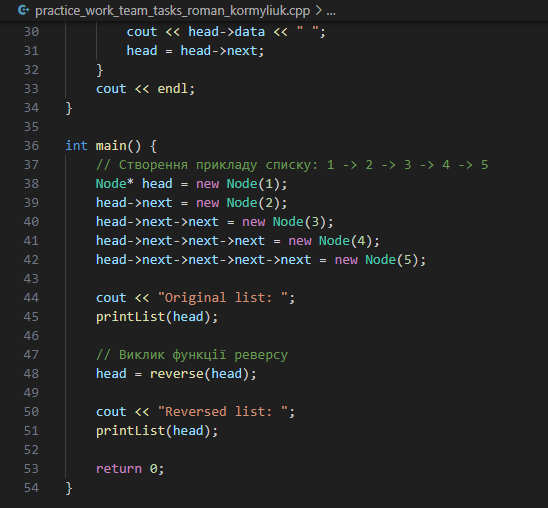 practice_work_team_tasks_roman_kormyliuk.cpp > ...
30 cout << head->data << " ";
31 head = head->next;
32 }
33 cout << endl;
34 }
35
36 int main() {
37 // Створення прикладу списку: 1 -> 2 -> 3 -> 4 -> 5
38 Node* head = new Node(1);
39 head->next = new Node(2);
40 head->next->next = new Node(3);
41 head->next->next->next = new Node(4);
42 head->next->next->next->next = new Node(5);
43
44 cout << "Original list: ";
45 printList(head);
46
47 // Виклик функції реверсу
48 head = reverse(head);
49
50 cout << "Reversed list: ";
51 printList(head);
52
53 return 0;
54 }